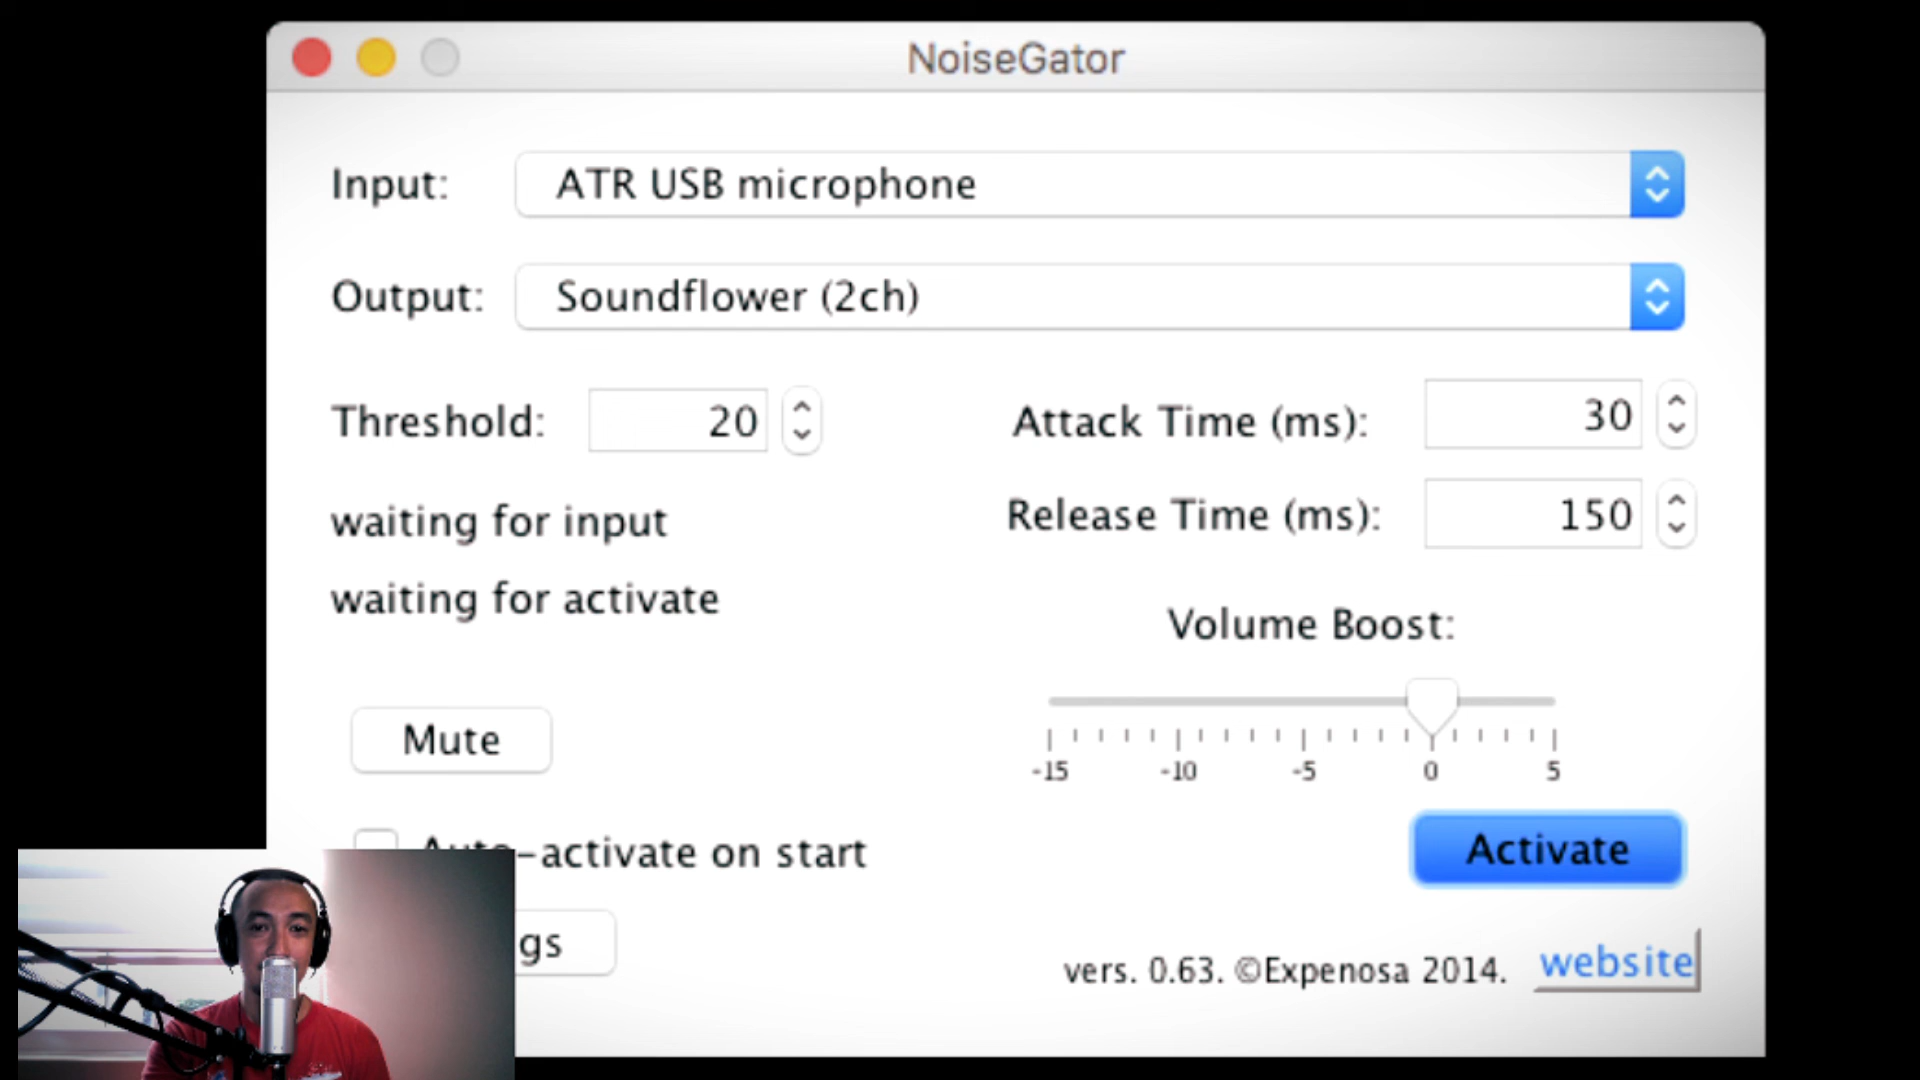 NoiseGator
Input: ATR USB microphone
Output: Soundflower (2ch)
Threshold: 20 Attack Time (ms): 30
waiting for input Release Time (ms): 150
waiting for activate
Volume Boost:
-15 -10 -5 0 5
Mute
Auto-activate on start Activate
gs
vers. 0.63. ©Expenosa 2014. website